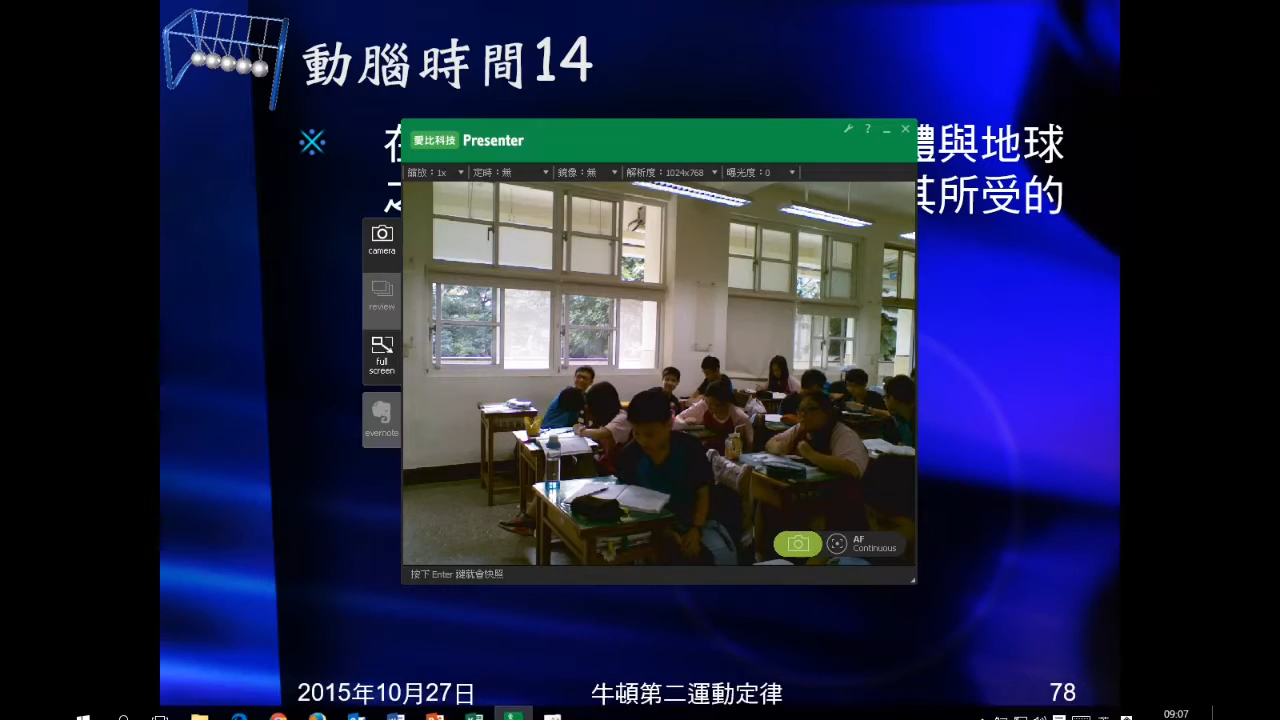 動腦時間14
※
體與地球
其所受的
愛比科技 Presenter
縮放：1x 定時：無 鏡像：無 解析度：1024x768 曝光度：0
camera
review
full
screen
evernote
AF
Continuous
按下 Enter 鍵就會快照
2015年10月27日 牛頓第二運動定律 78
09:07